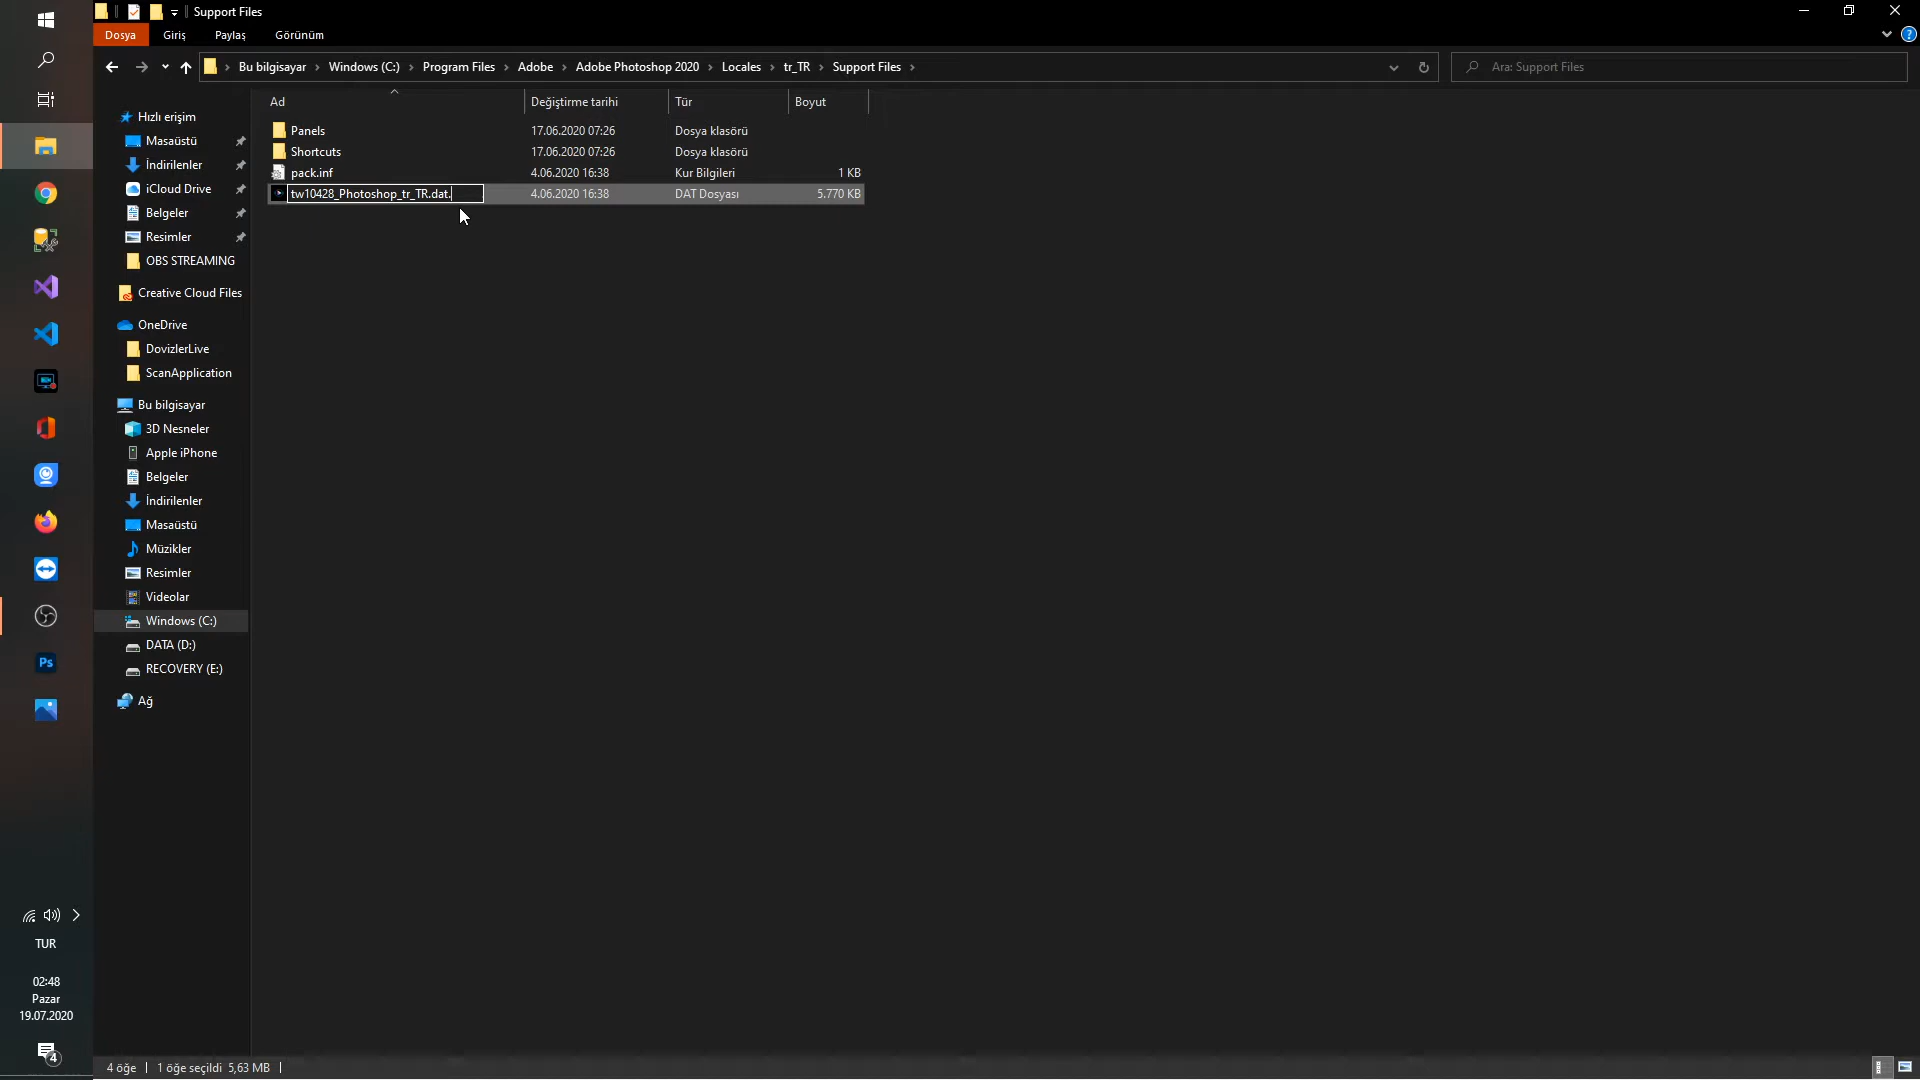 Support Files
Dosya Giriş Paylaş Görünüm
Bu bilgisayar Windows (C:) Program Files Adobe Adobe Photoshop 2020 Locales tr_TR Support Files
Ara: Support Files
Ad Değiştirme tarihi Tür Boyut
Panels 17.06.2020 07:26 Dosya klasörü
Shortcuts 17.06.2020 07:26 Dosya klasörü
pack.inf 4.06.2020 16:38 Kur Bilgileri 1 KB
tw10428_Photoshop_tr_TR.dat. 4.06.2020 16:38 DAT Dosyası 5.770 KB
Hızlı erişim
Masaüstü
İndirilenler
iCloud Drive
Belgeler
Resimler
OBS STREAMING
Creative Cloud Files
OneDrive
DovizlerLive
ScanApplication
Bu bilgisayar
3D Nesneler
Apple iPhone
Belgeler
İndirilenler
Masaüstü
Müzikler
Resimler
Videolar
Windows (C:)
DATA (D:)
RECOVERY (E:)
Ağ
Ps
TUR
02:48
Pazar
19.07.2020
4
4 öğe 1 öğe seçildi 5,63 MB